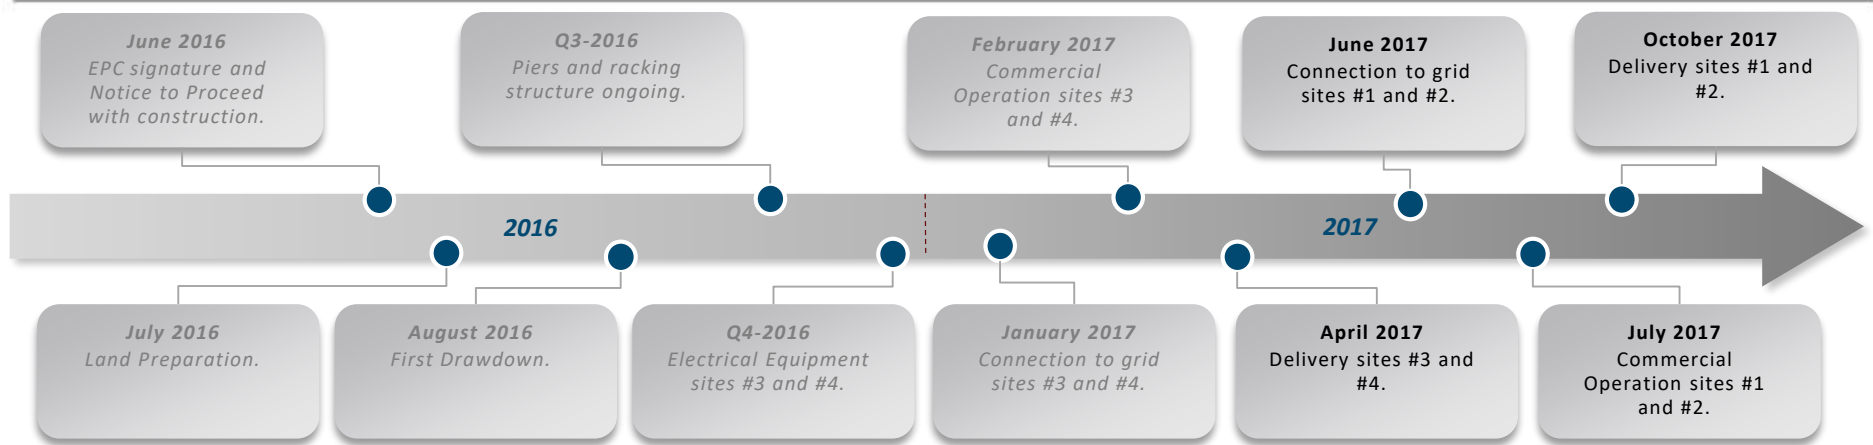 June 2016
EPC signature and
Notice to Proceed
with construction.
Q3-2016
Piers and racking
structure ongoing.
February 2017
Commercial
Operation sites #3
and #4.
June 2017
Connection to grid
sites #1 and #2.
October 2017
Delivery sites #1 and
#2.
2016
2017
July 2016
Land Preparation.
August 2016
First Drawdown.
Q4-2016
Electrical Equipment
sites #3 and #4.
January 2017
Connection to grid
sites #3 and #4.
April 2017
Delivery sites #3 and
#4.
July 2017
Commercial
Operation sites #1
and #2.